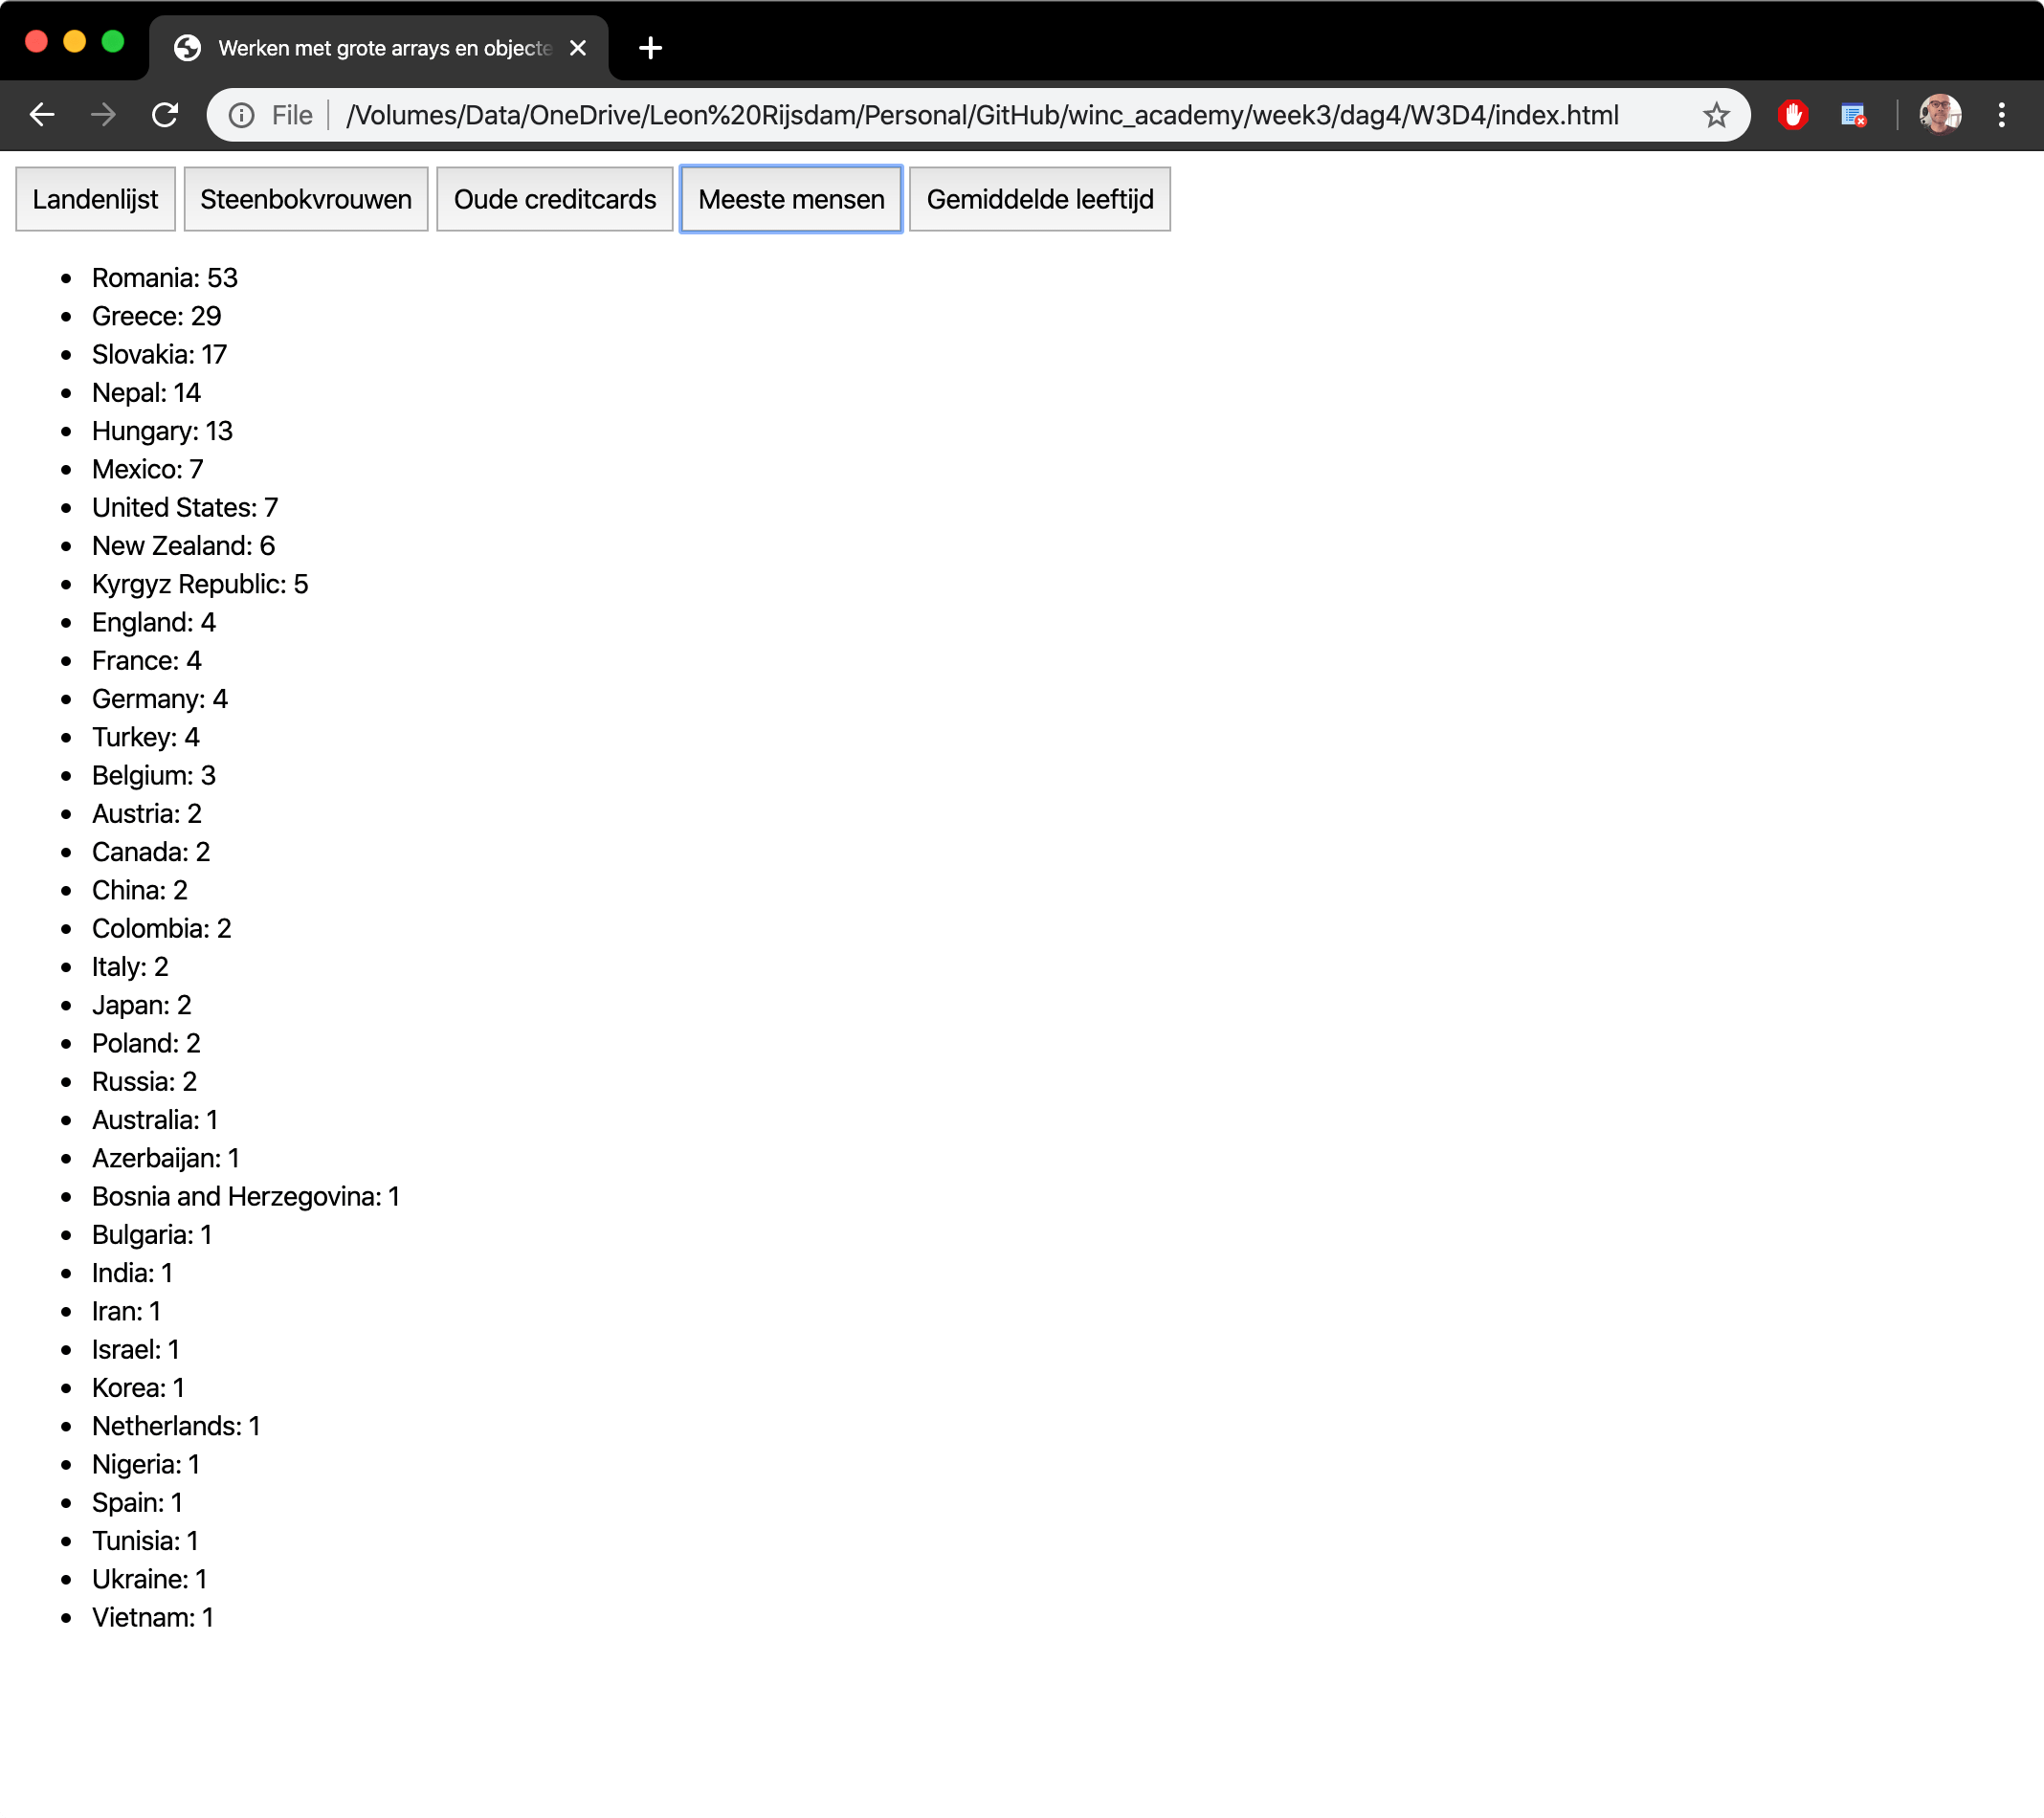 Werken met grote arrays en objecte
File /Volumes/Data/OneDrive/Leon%20Rijsdam/Personal/GitHub/winc_academy/week3/dag4/W3D4/index.html
Landenlijst Steenbokvrouwen Oude creditcards Meeste mensen Gemiddelde leeftijd
• Romania: 53
• Greece: 29
• Slovakia: 17
• Nepal: 14
• Hungary: 13
• Mexico: 7
• United States: 7
• New Zealand: 6
• Kyrgyz Republic: 5
• England: 4
• France: 4
• Germany: 4
• Turkey: 4
• Belgium: 3
• Austria: 2
• Canada: 2
• China: 2
• Colombia: 2
• Italy: 2
• Japan: 2
• Poland: 2
• Russia: 2
• Australia: 1
• Azerbaijan: 1
• Bosnia and Herzegovina: 1
• Bulgaria: 1
• India: 1
• Iran: 1
• Israel: 1
• Korea: 1
• Netherlands: 1
• Nigeria: 1
• Spain: 1
• Tunisia: 1
• Ukraine: 1
• Vietnam: 1